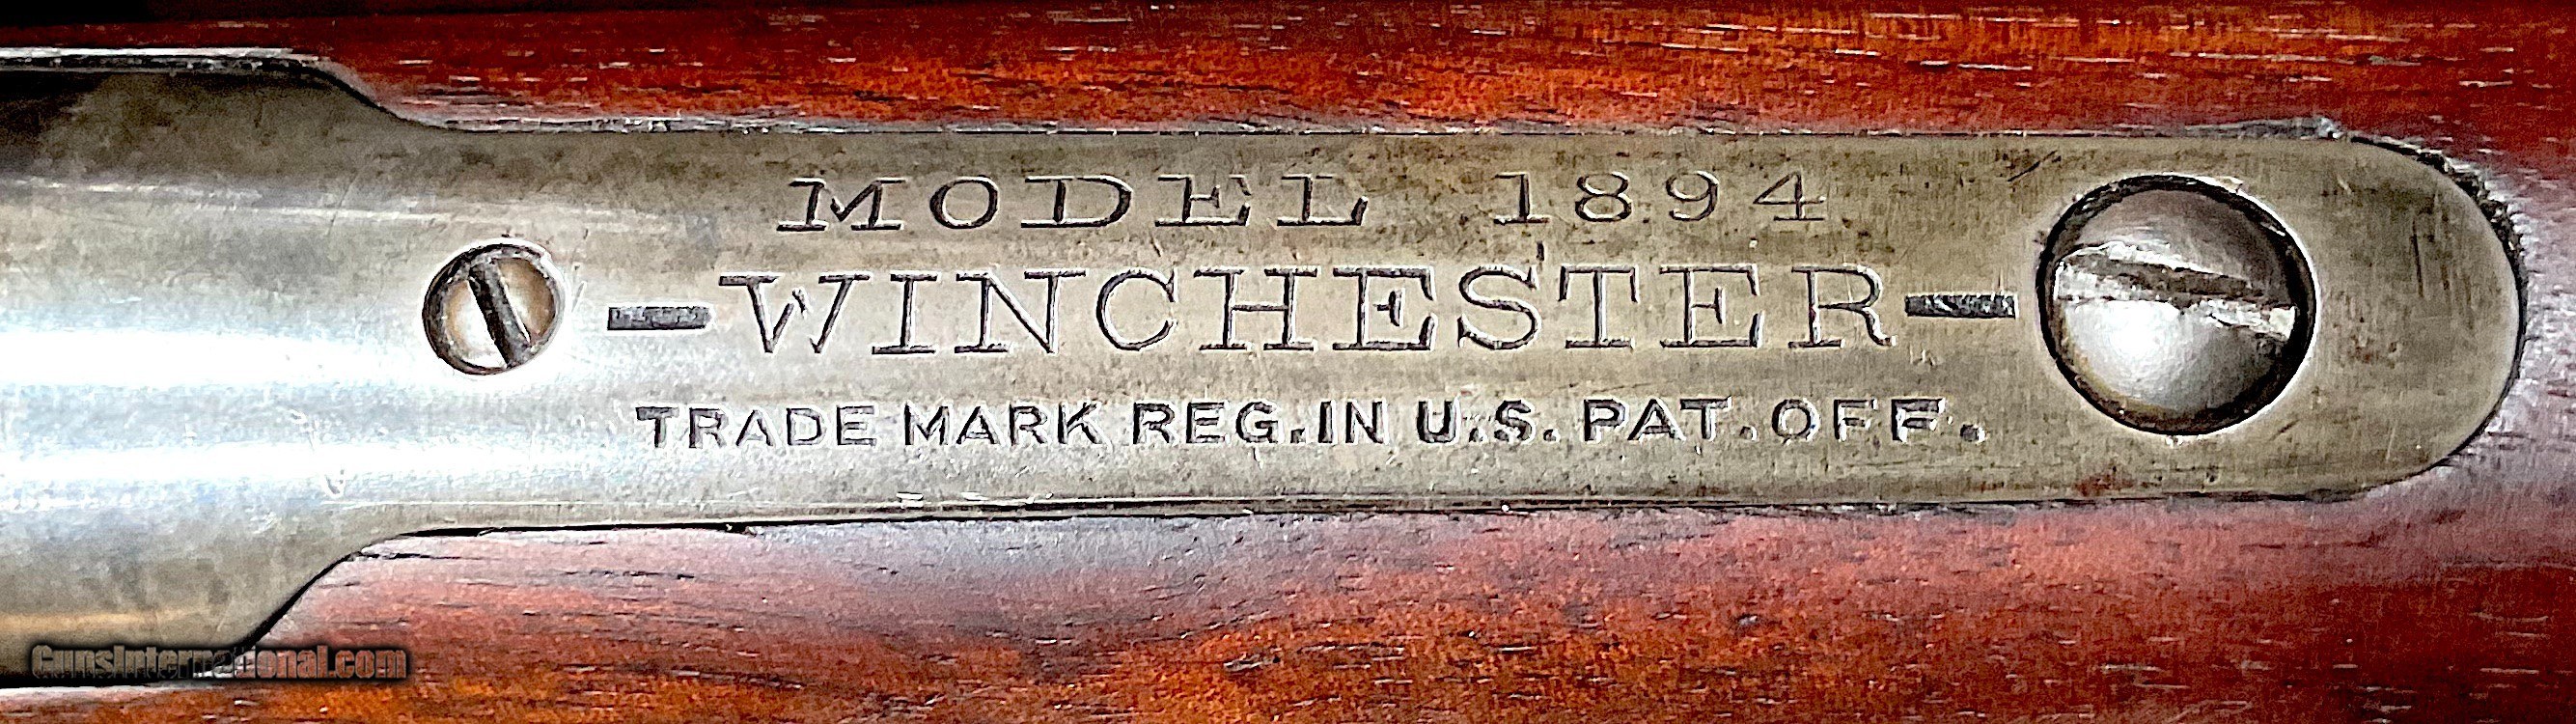 MODEL 1894
-WINCHESTER-
TRADE MARK REG. IN U.S. PAT. OFF.
GunsInternational.com